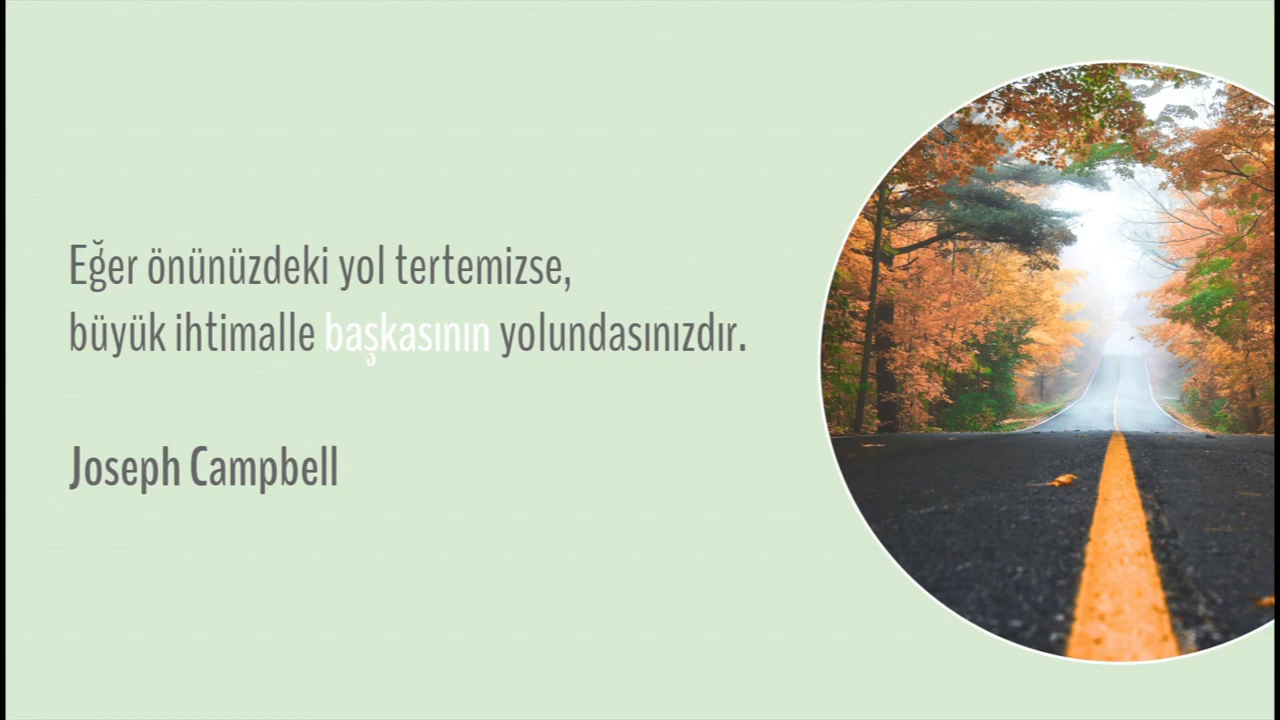 Eğer önünüzdeki yol tertemizse,
büyük ihtimalle başkasının yolundasınızdır.
Joseph Campbell